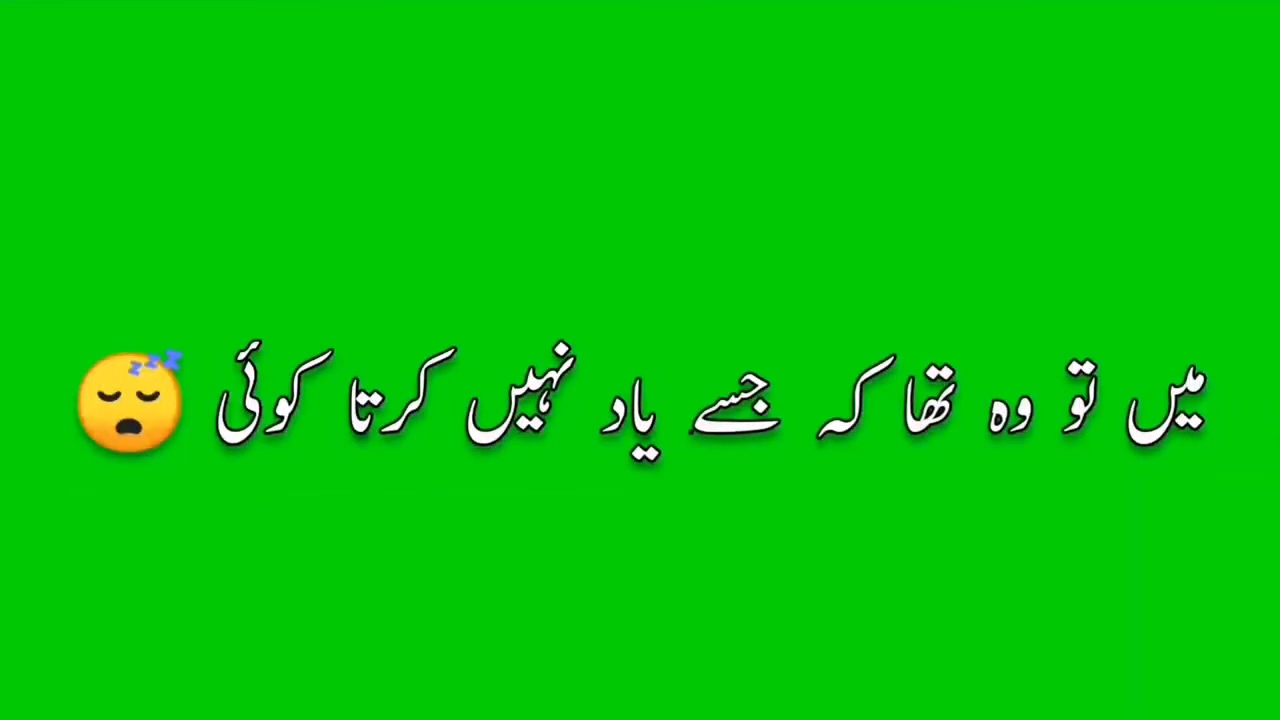 میں تو وہ تھا کہ جسے یاد نہیں کرتا کوئی 😴